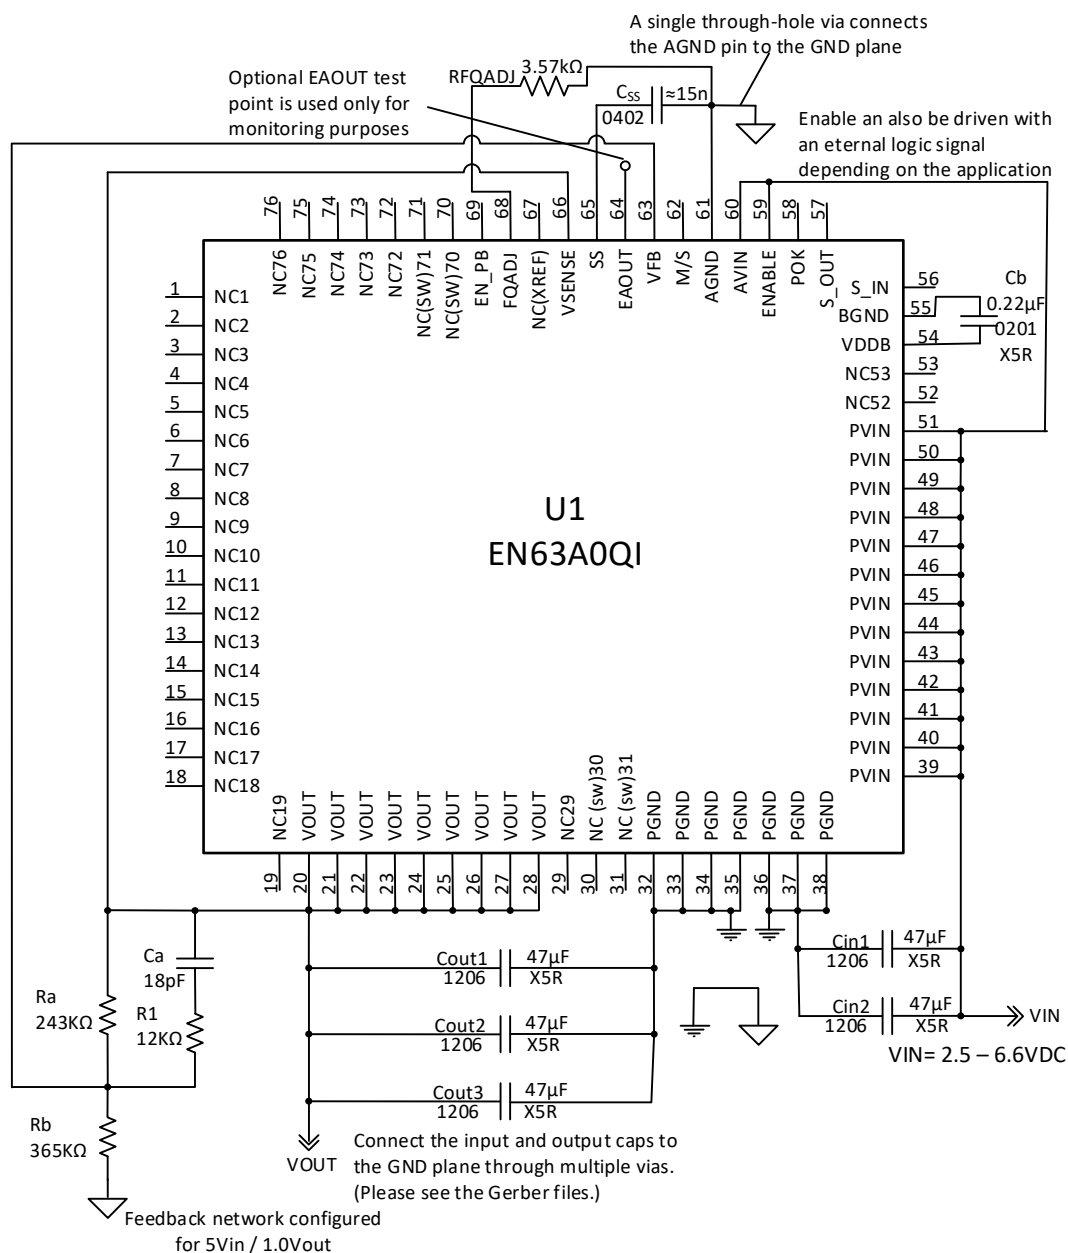 A single through-hole via connects
the AGND pin to the GND plane
Optional EAOUT test
point is used only for
monitoring purposes
RFQADJ
3.57kΩ
CSS
0402
≈15n
Enable an also be driven with
an eternal logic signal
depending on the application
76
75
74
73
72
71
70
69
68
67
66
65
64
63
62
61
60
59
58
57
NC76
NC75
NC74
NC73
NC72
NC(SW)71
NC(SW)70
EN_PB
FQADJ
NC(XREF)
VSENSE
SS
EAOUT
VFB
M/S
AGND
AVIN
ENABLE
POK
S_OUT
1 NC1
2 NC2
3 NC3
4 NC4
5 NC5
6 NC6
7 NC7
8 NC8
9 NC9
10 NC10
11 NC11
12 NC12
13 NC13
14 NC14
15 NC15
16 NC16
17 NC17
18 NC18
U1
EN63A0QI
S_IN 56
BGND 55
VDDB 54
NC53 53
NC52 52
PVIN 51
PVIN 50
PVIN 49
PVIN 48
PVIN 47
PVIN 46
PVIN 45
PVIN 44
PVIN 43
PVIN 42
PVIN 41
PVIN 40
PVIN 39
Cb
0.22µF
0201
X5R
NC19
VOUT
VOUT
VOUT
VOUT
VOUT
VOUT
VOUT
VOUT
VOUT
NC29
NC (sw)30
NC (sw)31
PGND
PGND
PGND
PGND
PGND
PGND
PGND
19
20
21
22
23
24
25
26
27
28
29
30
31
32
33
34
35
36
37
38
Ca
18pF
R1
12KΩ
Ra
243KΩ
Rb
365KΩ
Cout1
1206
47µF
X5R
Cout2
1206
47µF
X5R
Cout3
1206
47µF
X5R
Cin1
1206
47µF
X5R
Cin2
1206
47µF
X5R
VIN
VIN= 2.5 – 6.6VDC
VOUT
Connect the input and output caps to
the GND plane through multiple vias.
(Please see the Gerber files.)
Feedback network configured
for 5Vin / 1.0Vout